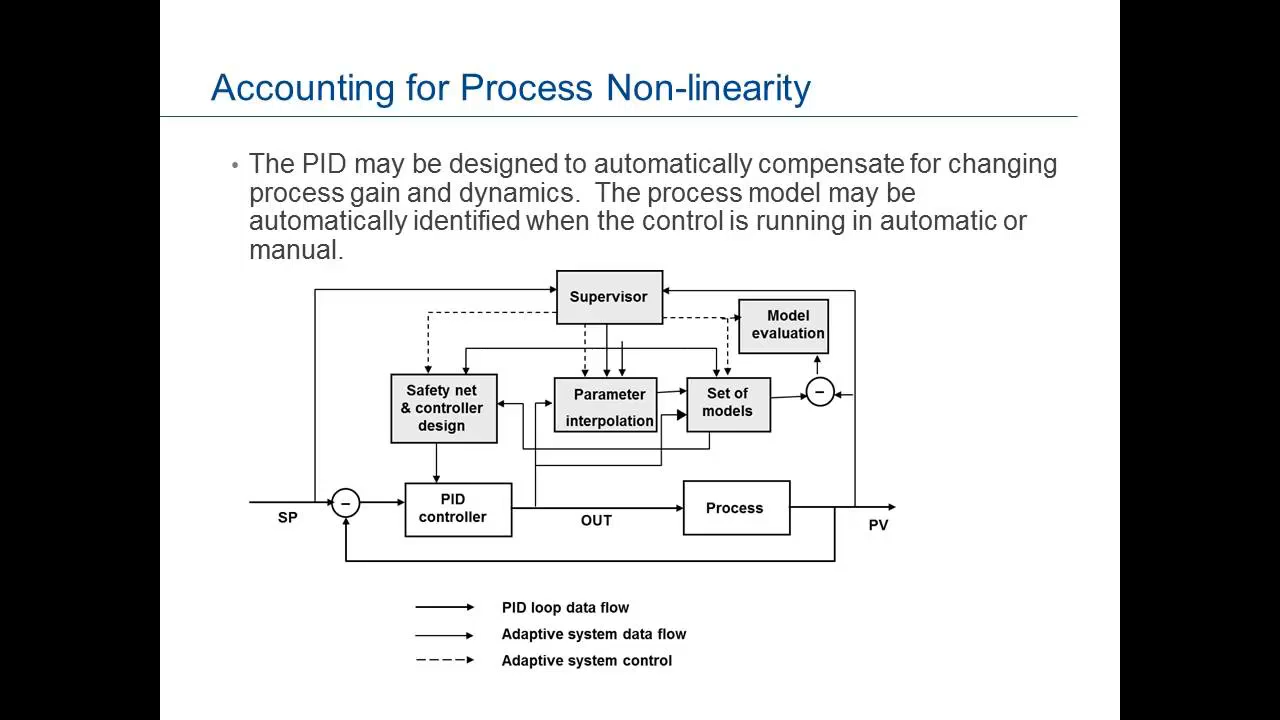 Accounting for Process Non-linearity
• The PID may be designed to automatically compensate for changing
process gain and dynamics.  The process model may be
automatically identified when the control is running in automatic or
manual.
Supervisor
Model
evaluation
Safety net
& controller
design
Parameter
interpolation
Set of
models
–
–
PID
controller
Process
SP
OUT
PV
PID loop data flow
Adaptive system data flow
Adaptive system control